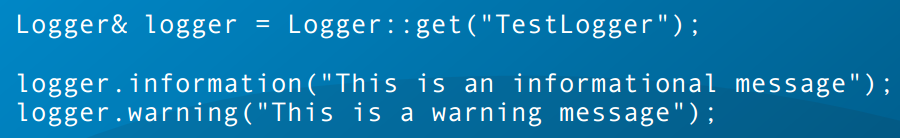 Logger& logger = Logger::get("TestLogger");
logger.information("This is an informational message");
logger.warning("This is a warning message");